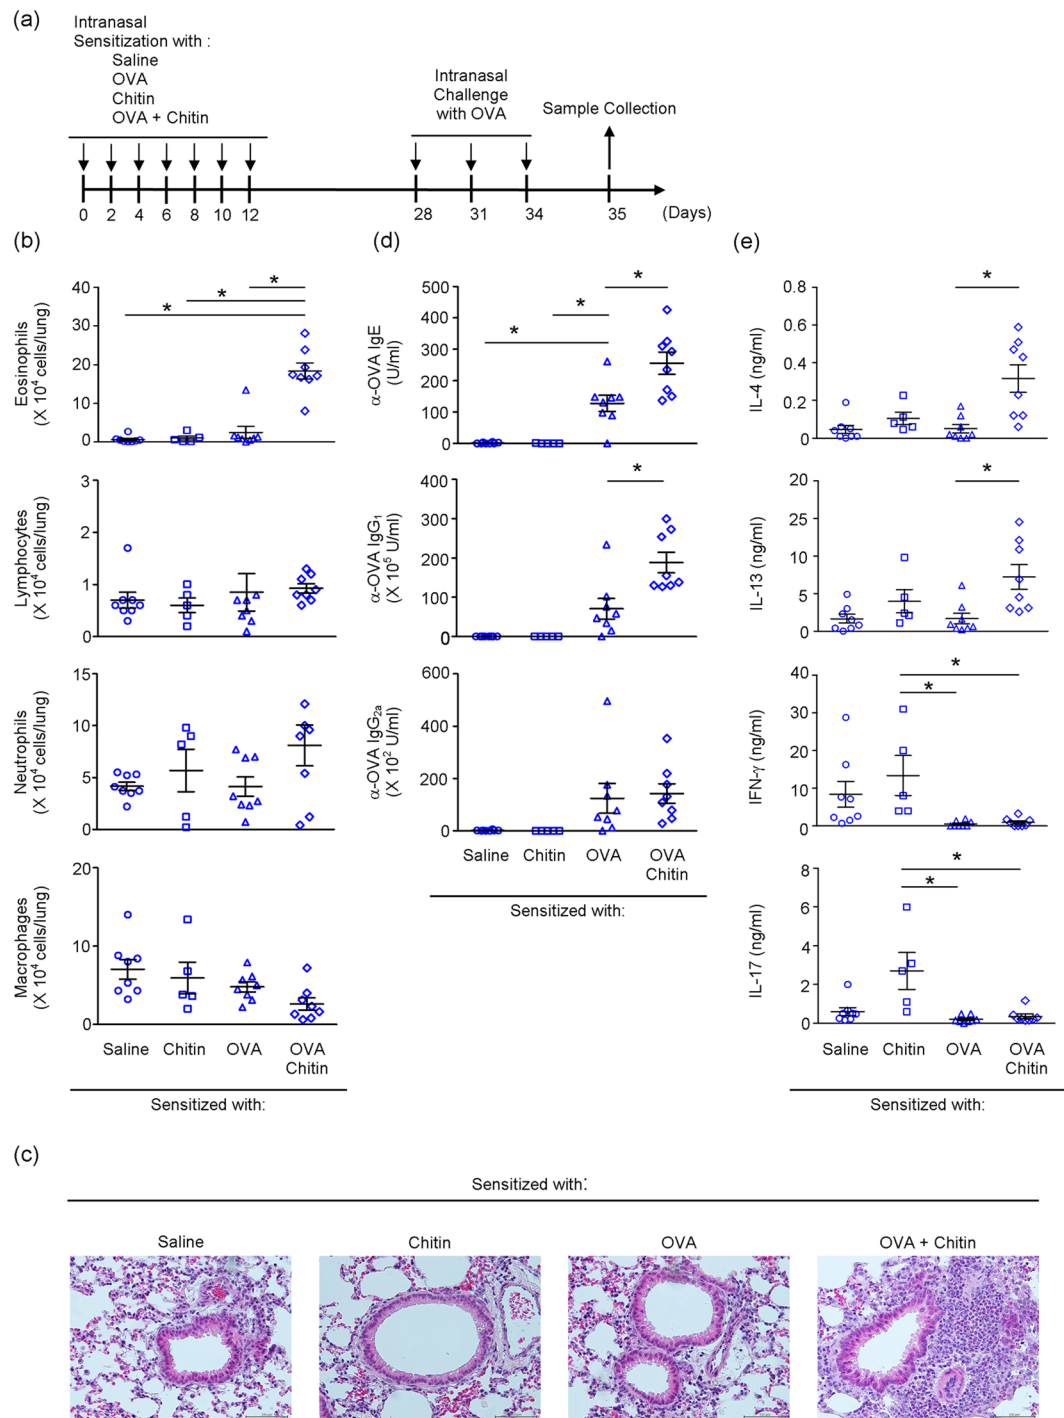 (a)
Intranasal
Sensitization with :
Saline
OVA
Chitin
OVA + Chitin
Intranasal
Challenge
with OVA
Sample Collection
0 2 4 6 8 10 12 28 31 34 35 (Days)
(b)
Eosinophils
(X 10⁴ cells/lung)
40
30
20
10
0
* * *
Lymphocytes
(X 10⁴ cells/lung)
3
2
1
0
Neutrophils
(X 10⁴ cells/lung)
15
10
5
0
Macrophages
(X 10⁴ cells/lung)
20
10
0
Saline Chitin OVA OVA
Chitin
Sensitized with:
(d)
α-OVA IgE
(U/ml)
500
400
300
200
100
0
* * *
α-OVA IgG₁
(X 10⁵ U/ml)
400
300
200
100
0
*
α-OVA IgG₂ₐ
(X 10² U/ml)
600
400
200
0
Saline Chitin OVA OVA
Chitin
Sensitized with:
(e)
IL-4 (ng/ml)
0.8
0.6
0.4
0.2
0
*
IL-13 (ng/ml)
20
25
10
5
0
*
IFN-γ (ng/ml)
40
30
20
10
0
* *
IL-17 (ng/ml)
8
6
4
2
0
* *
Saline Chitin OVA OVA
Chitin
Sensitized with:
(c)
Sensitized with:
Saline Chitin OVA OVA + Chitin